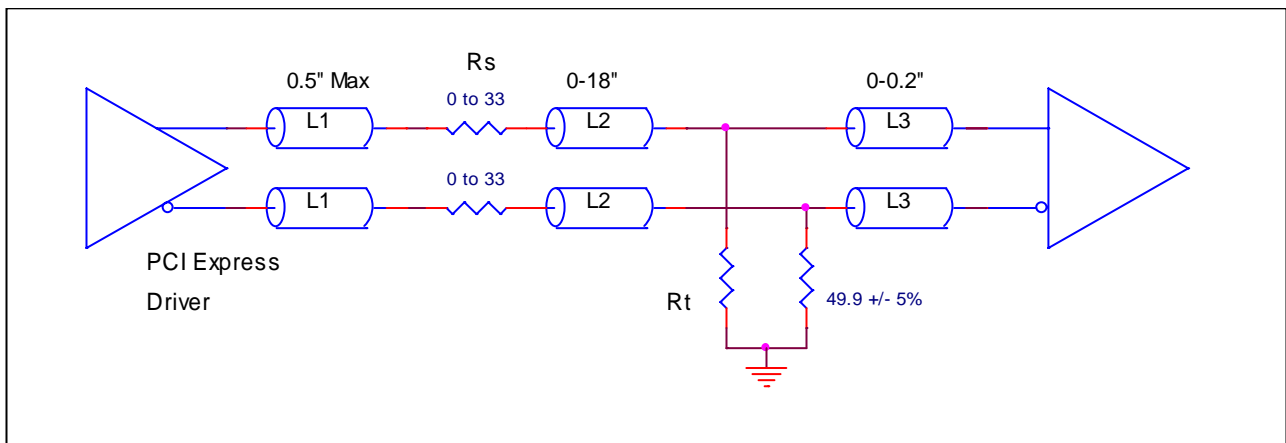 Rs
0.5" Max
0-18"
0-0.2"
0 to 33
L1
L2
L3
0 to 33
L1
L2
L3
PCI Express
Driver
Rt
49.9 +/- 5%